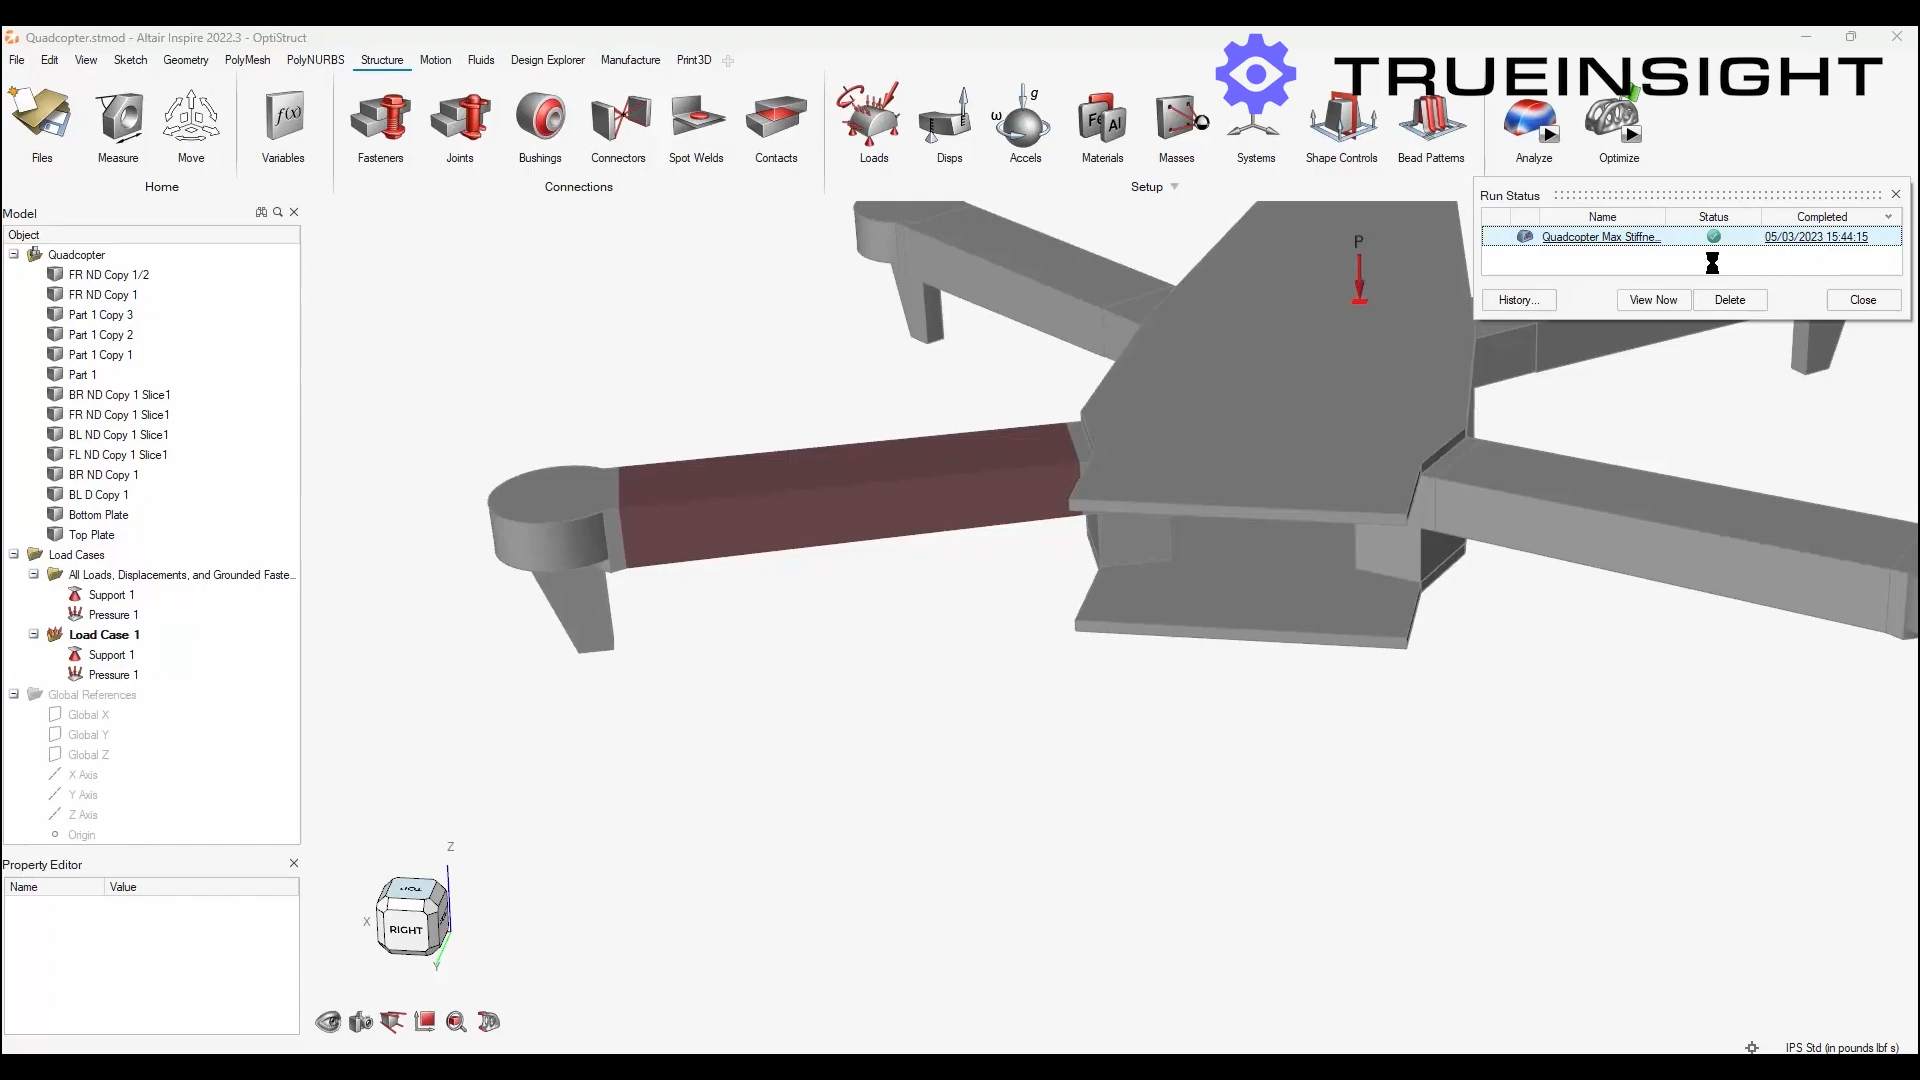 Quadcopter.stmod - Altair Inspire 2022.3 - OptiStruct
TRUEINSIGHT
File Edit View Sketch Geometry PolyMesh PolyNURBS Structure Motion Fluids Design Explorer Manufacture Print3D
f(x) g ω Fe Al
Files Measure Move Variables Fasteners Joints Bushings Connectors Spot Welds Contacts Loads Disps Accels Materials Masses Systems Shape Controls Bead Patterns Analyze Optimize
Home Connections Setup
Run Status
Name Status Completed
Quadcopter Max Stiffne... 05/03/2023 15:44:15
History... View Now Delete Close
Model
Object
Quadcopter
FR ND Copy 1/2
FR ND Copy 1
Part 1 Copy 3
Part 1 Copy 2
Part 1 Copy 1
Part 1
BR ND Copy 1 Slice1
FR ND Copy 1 Slice1
BL ND Copy 1 Slice1
FL ND Copy 1 Slice1
BR ND Copy 1
BL D Copy 1
Bottom Plate
Top Plate
Load Cases
All Loads, Displacements, and Grounded Faste...
Support 1
Pressure 1
Load Case 1
Support 1
Pressure 1
Global References
Global X
Global Y
Global Z
X Axis
Y Axis
Z Axis
Origin
Property Editor
Name Value
P
Z
X
TOP
RIGHT
Y
IPS Std (in pounds lbf s)